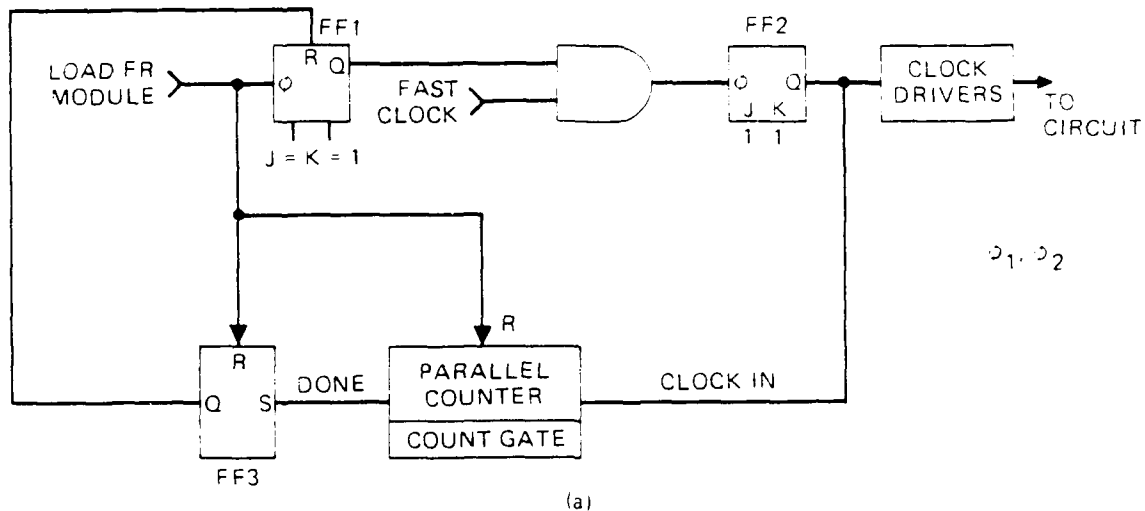 FF1
R
Q
LOAD FR
MODULE
FAST
CLOCK
J = K = 1
FF2
Q
J K
1 1
CLOCK
DRIVERS
TO
CIRCUIT
R
Q
S
DONE
FF3
R
PARALLEL
COUNTER
COUNT GATE
CLOCK IN
(a)